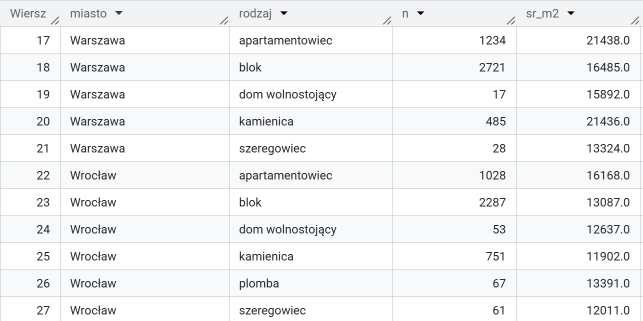 Wiersz miasto rodzaj n sr_m2
17 Warszawa apartamentowiec 1234 21438.0
18 Warszawa blok 2721 16485.0
19 Warszawa dom wolnostojący 17 15892.0
20 Warszawa kamienica 485 21436.0
21 Warszawa szeregowiec 28 13324.0
22 Wrocław apartamentowiec 1028 16168.0
23 Wrocław blok 2287 13087.0
24 Wrocław dom wolnostojący 53 12637.0
25 Wrocław kamienica 751 11902.0
26 Wrocław plomba 67 13391.0
27 Wrocław szeregowiec 61 12011.0